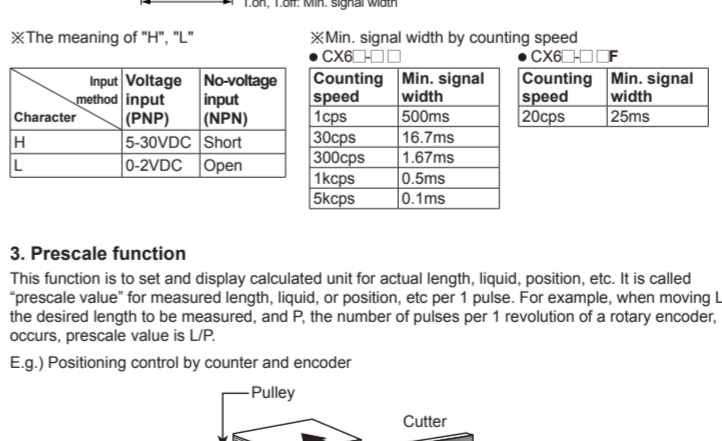 T.on, T.off: Min. signal width
※The meaning of "H", "L"
※Min. signal width by counting speed
● CX6□-□ □
● CX6□-□ □F
Input method
Character
Voltage input (PNP)
No-voltage input (NPN)
H 5-30VDC Short
L 0-2VDC Open
Counting speed Min. signal width
1cps 500ms
30cps 16.7ms
300cps 1.67ms
1kcps 0.5ms
5kcps 0.1ms
Counting speed Min. signal width
20cps 25ms
3. Prescale function
This function is to set and display calculated unit for actual length, liquid, position, etc. It is called
“prescale value” for measured length, liquid, or position, etc per 1 pulse. For example, when moving L,
the desired length to be measured, and P, the number of pulses per 1 revolution of a rotary encoder,
occurs, prescale value is L/P.
E.g.) Positioning control by counter and encoder
Pulley
Cutter